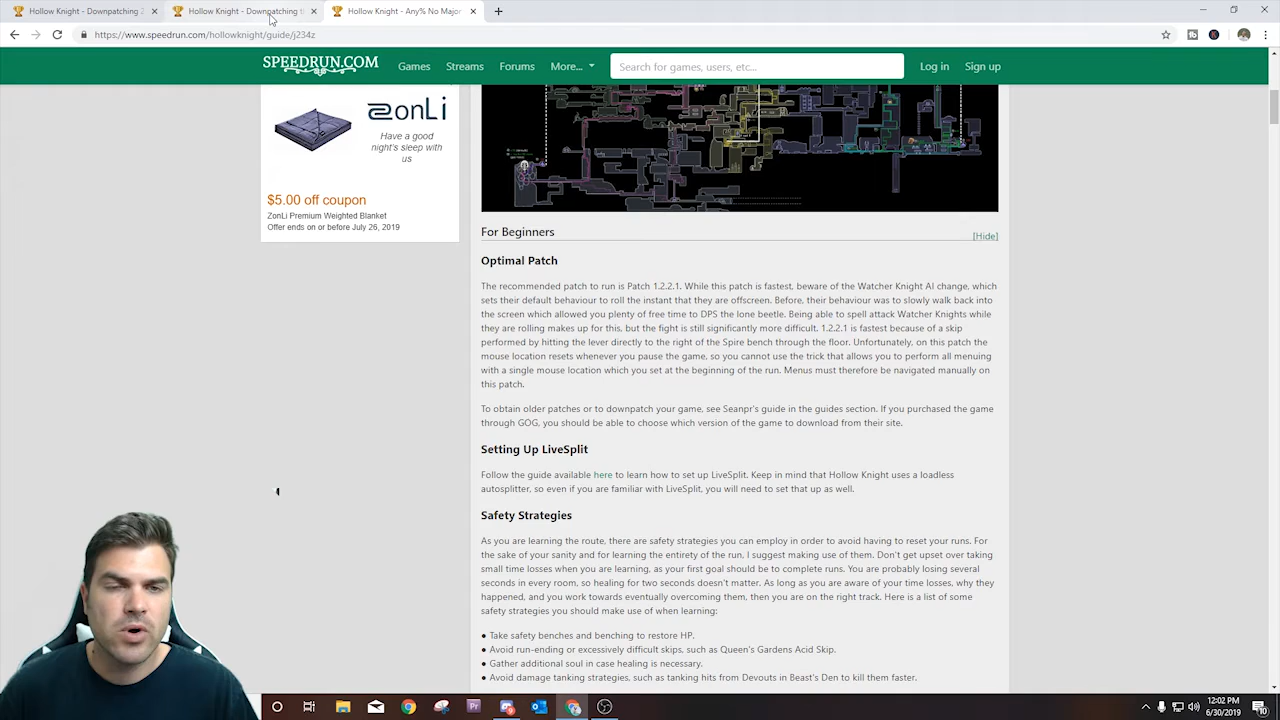 Hollow Knight - Downpatching 2
Hollow Knight - Downpatching th
Hollow Knight - Any% No Major
https://www.speedrun.com/hollowknight/guide/j234z
SPEEDRUN.COM
Games
Streams
Forums
More...
Search for games, users, etc...
Log in
Sign up
ZonLi
Have a good
night's sleep with
us
$5.00 off coupon
ZonLi Premium Weighted Blanket
Offer ends on or before July 26, 2019
For Beginners
[Hide]
Optimal Patch
The recommended patch to run is Patch 1.2.2.1. While this patch is fastest, beware of the Watcher Knight AI change, which
sets their default behaviour to roll the instant that they are offscreen. Before, their behaviour was to slowly walk back into
the screen which allowed you plenty of free time to DPS the lone beetle. Being able to spell attack Watcher Knights while
they are rolling makes up for this, but the fight is still significantly more difficult. 1.2.2.1 is fastest because of a skip
performed by hitting the lever directly to the right of the Spire bench through the floor. Unfortunately, on this patch the
mouse location resets whenever you pause the game, so you cannot use the trick that allows you to perform all menuing
with a single mouse location which you set at the beginning of the run. Menus must therefore be navigated manually on
this patch.
To obtain older patches or to downpatch your game, see Seanpr's guide in the guides section. If you purchased the game
through GOG, you should be able to choose which version of the game to download from their site.
Setting Up LiveSplit
Follow the guide available here to learn how to set up LiveSplit. Keep in mind that Hollow Knight uses a loadless
autosplitter, so even if you are familiar with LiveSplit, you will need to set that up as well.
Safety Strategies
As you are learning the route, there are safety strategies you can employ in order to avoid having to reset your runs. For
the sake of your sanity and for learning the entirety of the run, I suggest making use of them. Don't get upset over taking
small time losses when you are learning, as your first goal should be to complete runs. You are probably losing several
seconds in every room, so healing for two seconds doesn't matter. As long as you are aware of your time losses, why they
happened, and you work towards eventually overcoming them, then you are on the right track. Here is a list of some
safety strategies you should make use of when learning:
● Take safety benches and benching to restore HP.
● Avoid run-ending or excessively difficult skips, such as Queen's Gardens Acid Skip.
● Gather additional soul in case healing is necessary.
● Avoid damage tanking strategies, such as tanking hits from Devouts in Beast's Den to kill them faster.
Pr
12:02 PM
6/30/2019
10